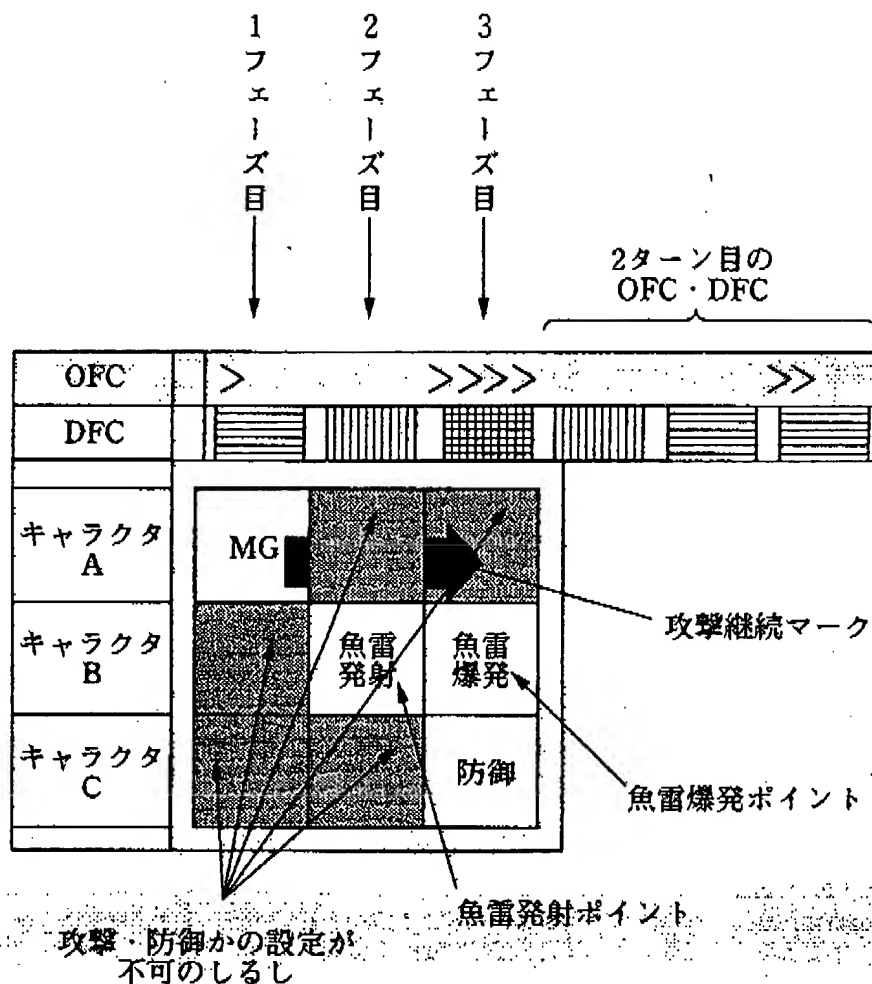 1フェーズ目
2フェーズ目
3フェーズ目
2ターン目の
OFC・DFC
OFC
> >>>> >>
DFC
キャラクタ
A
MG
攻撃継続マーク
キャラクタ
B
魚雷
発射
魚雷
爆発
キャラクタ
C
防御
魚雷爆発ポイント
魚雷発射ポイント
攻撃・防御かの設定が
不可のしるし